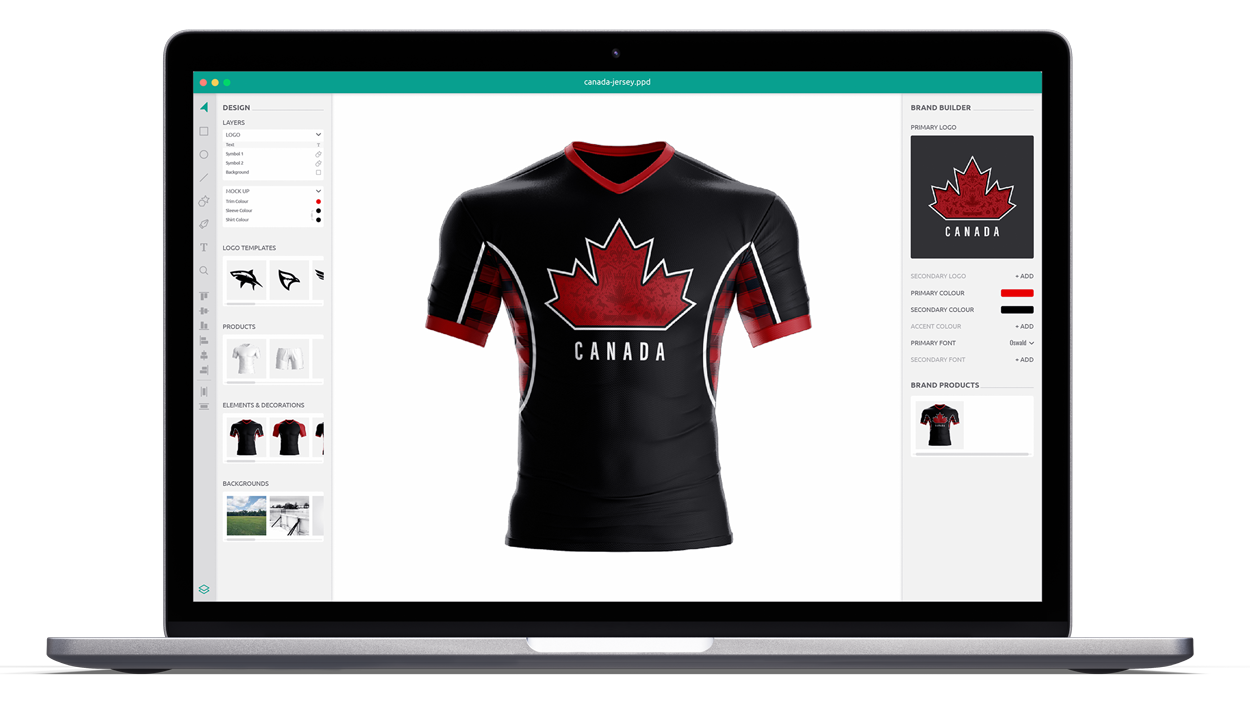 canada-jersey.ppd
DESIGN
LAYERS
LOGO
Text
T
Symbol 1
Symbol 2
Background
MOCK UP
Trim Colour
Sleeve Colour
Shirt Colour
T
LOGO TEMPLATES
PRODUCTS
ELEMENTS & DECORATIONS
BACKGROUNDS
CANADA
BRAND BUILDER
PRIMARY LOGO
CANADA
SECONDARY LOGO + ADD
PRIMARY COLOUR
SECONDARY COLOUR
ACCENT COLOUR + ADD
PRIMARY FONT Oswald
SECONDARY FONT + ADD
BRAND PRODUCTS
CANADA